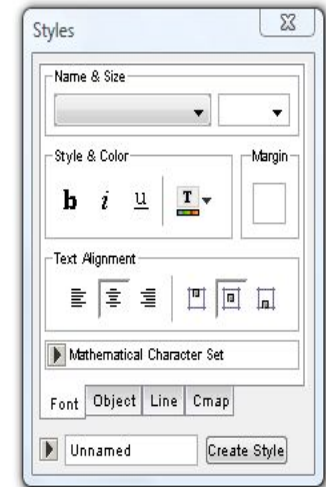 Styles
Name & Size
Style & Color
Margin
b i u T
Text Alignment
Mathematical Character Set
Font Object Line Cmap
Unnamed Create Style